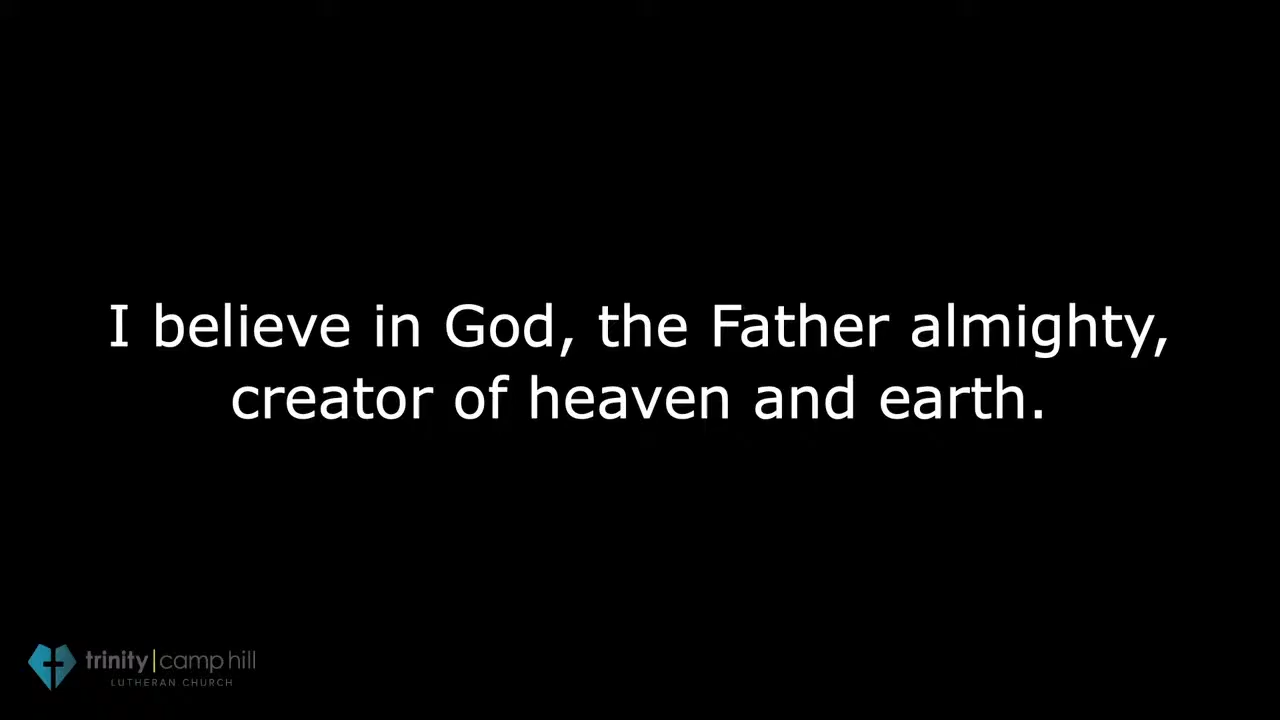 I believe in God, the Father almighty,
creator of heaven and earth.
trinity|camp hill
LUTHERAN CHURCH